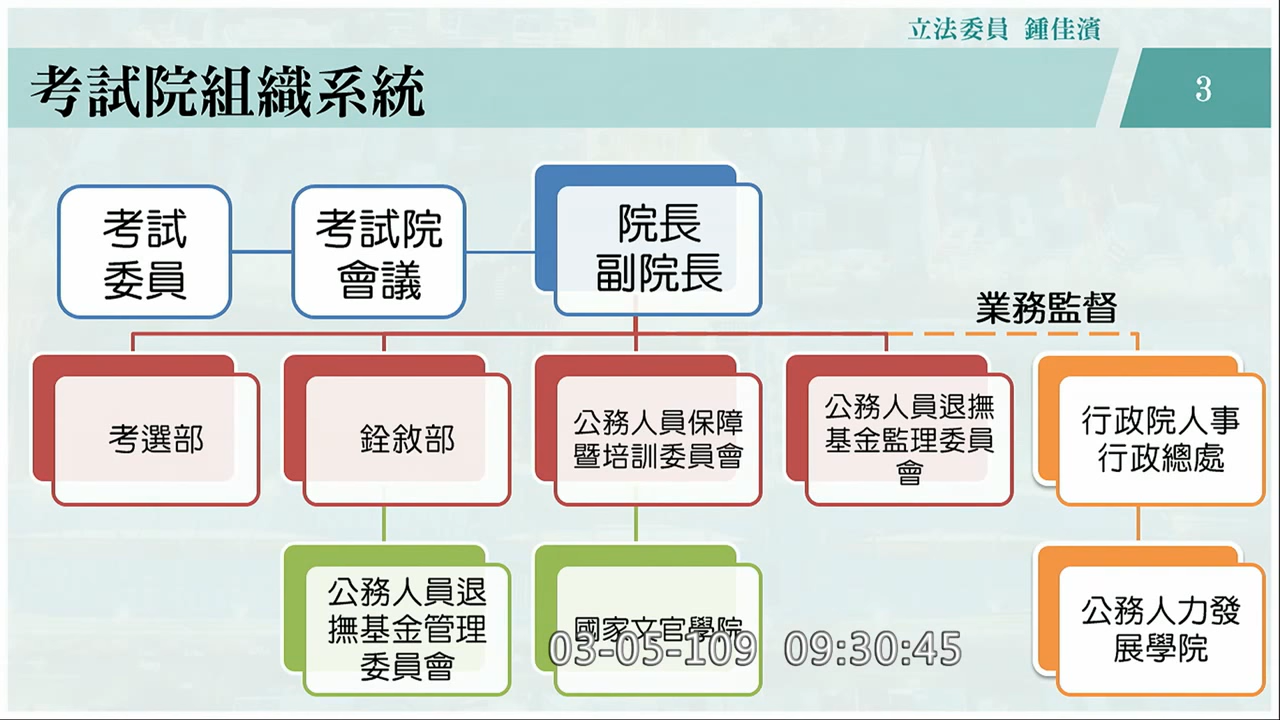 立法委員 鍾佳濱
考試院組織系統
3
考試
委員
考試院
會議
院長
副院長
業務監督
考選部
銓敘部
公務人員保障
暨培訓委員會
公務人員退撫
基金監理委員
會
行政院人事
行政總處
公務人員退
撫基金管理
委員會
國家文官學院
公務人力發
展學院
03-05-109 09:30:45